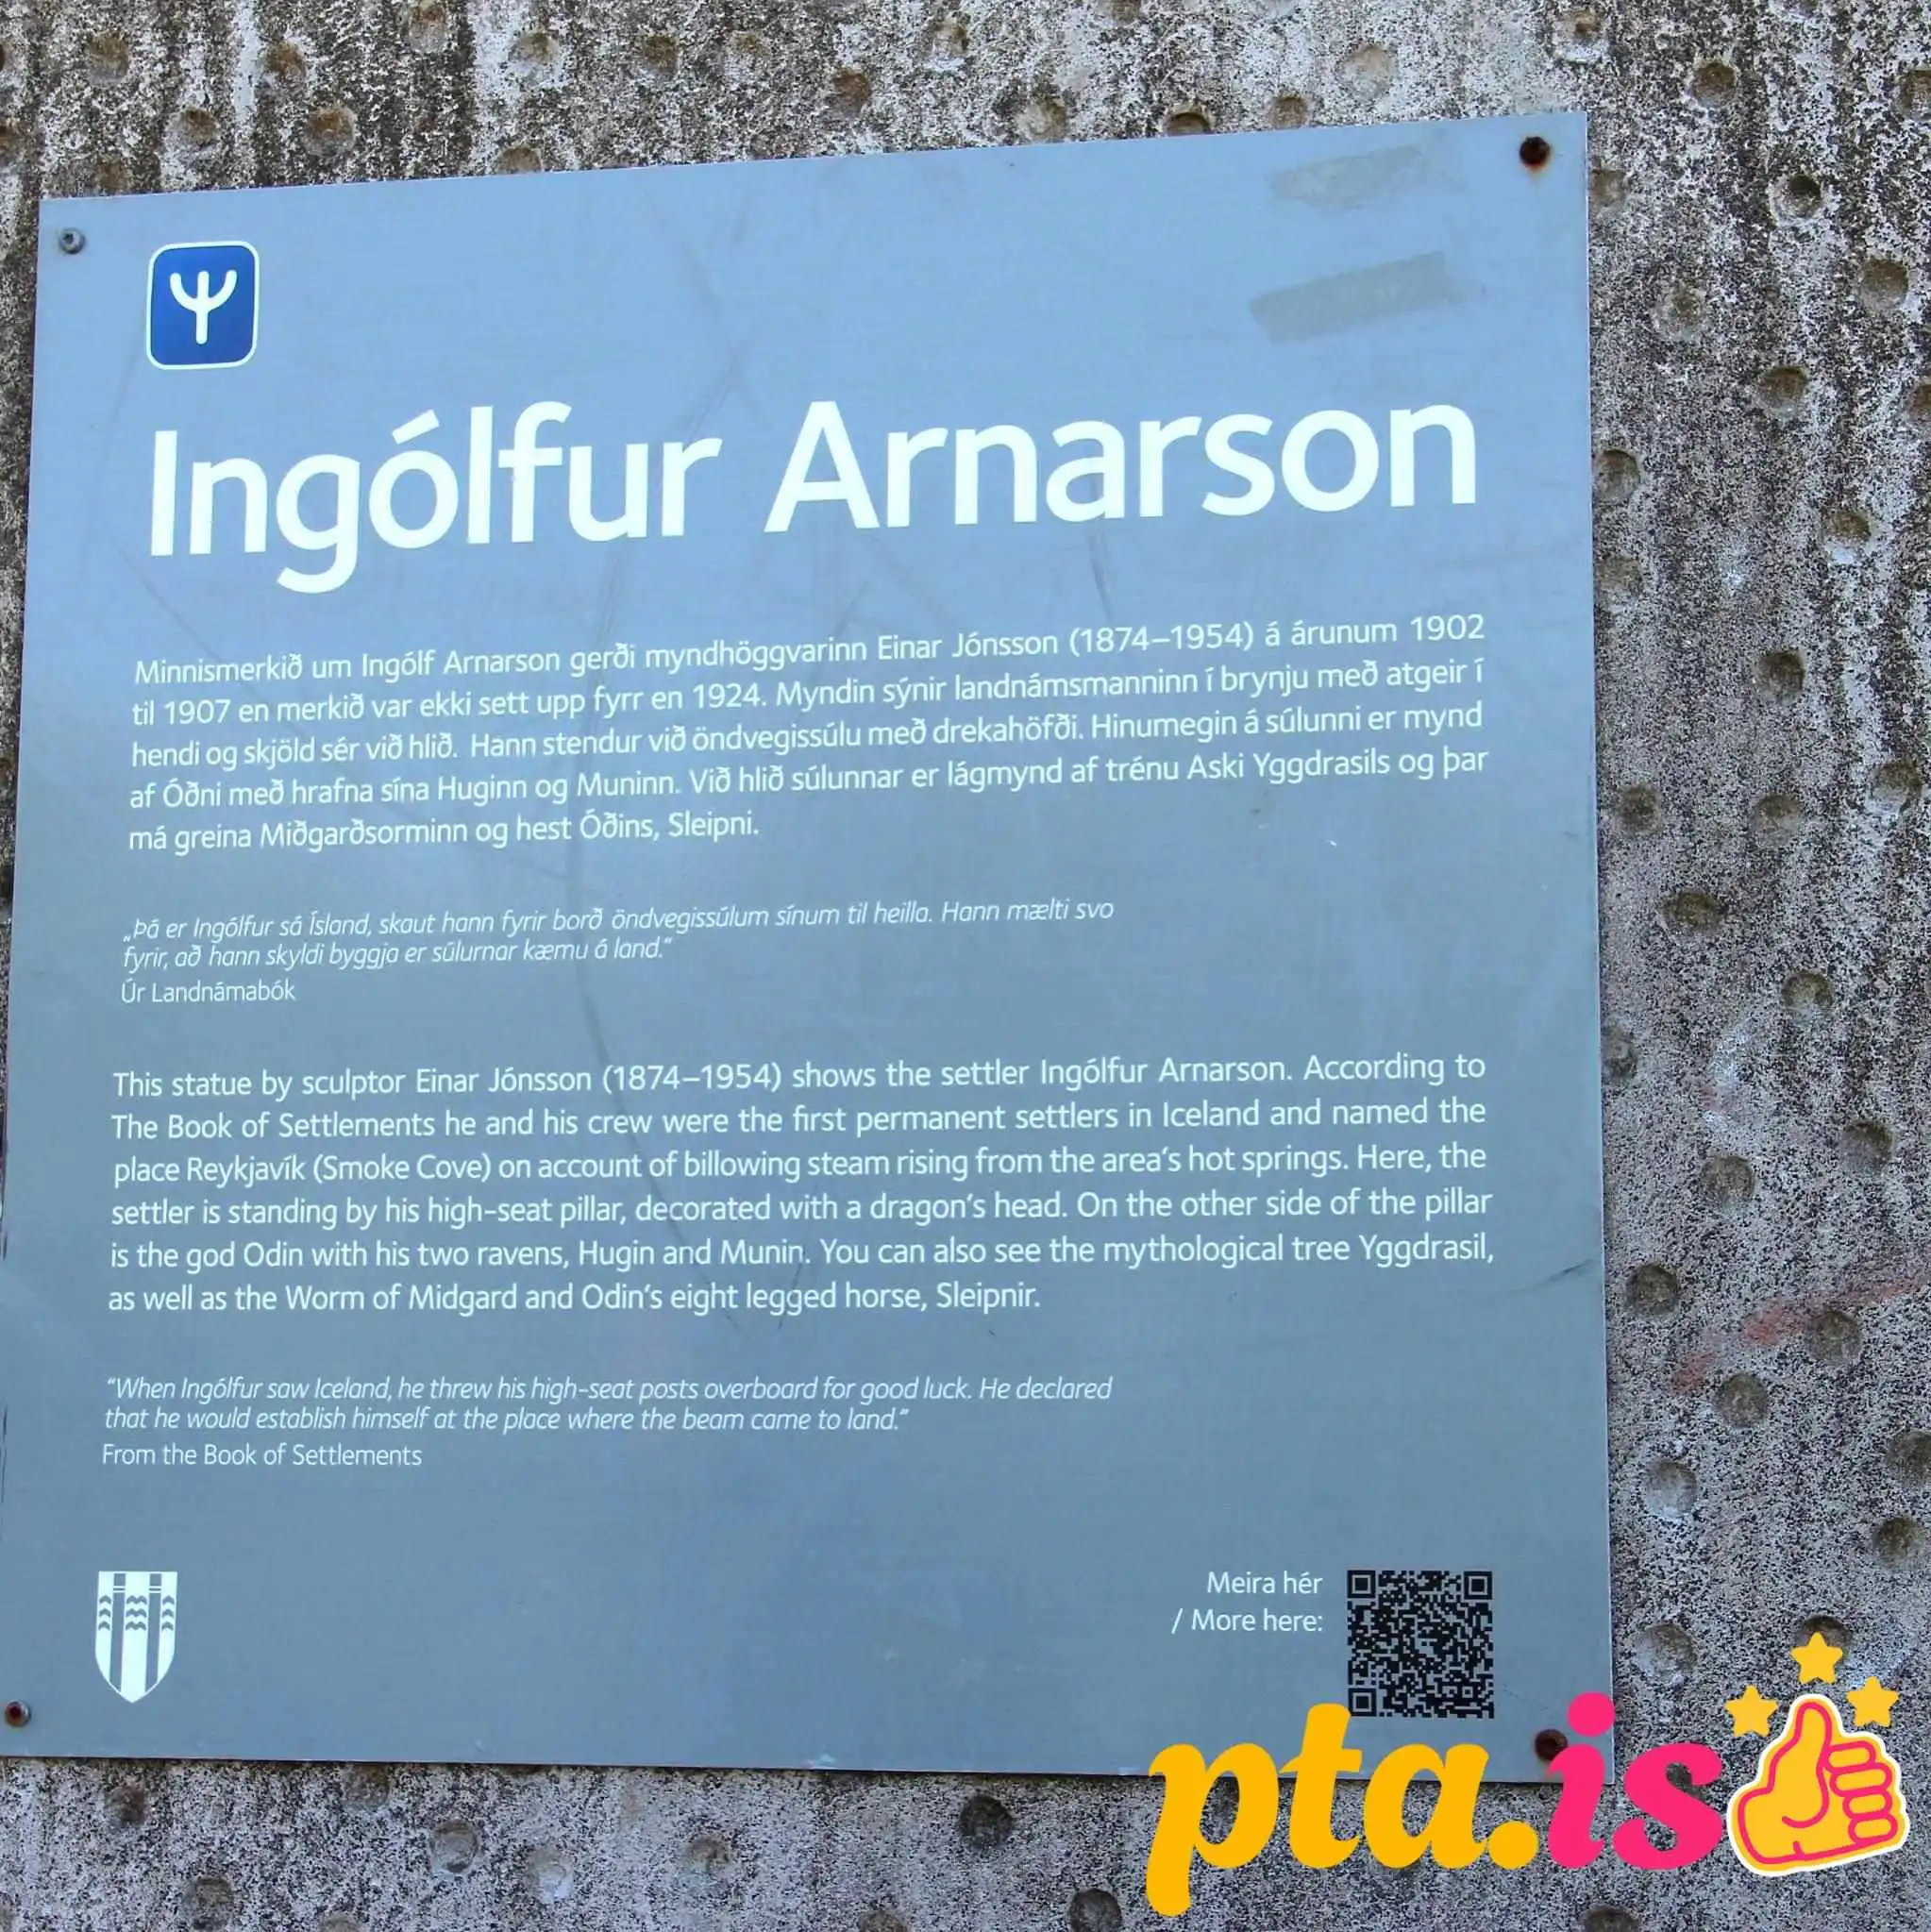 Ingólfur Arnarson
Minnismerkið um Ingólf Arnarson gerði myndhöggvarinn Einar Jónsson (1874–1954) á árunum 1902
til 1907 en merkið var ekki sett upp fyrr en 1924. Myndin sýnir landnámsmanninn í brynju með atgeir í
hendi og skjöld sér við hlið. Hann stendur við öndvegissúlu með drekahöfði. Hinumegin á súlunni er mynd
af Óðni með hrafna sína Huginn og Muninn. Við hlið súlunnar er lágmynd af trénu Aski Yggdrasils og þar
má greina Miðgarðsorminn og hest Óðins, Sleipni.
„Þá er Ingólfur sá Ísland, skaut hann fyrir borð öndvegissúlum sínum til heilla. Hann mælti svo
fyrir, að hann skyldi byggja er súlurnar kæmu á land.“
Úr Landnámabók
This statue by sculptor Einar Jónsson (1874–1954) shows the settler Ingólfur Arnarson. According to
The Book of Settlements he and his crew were the first permanent settlers in Iceland and named the
place Reykjavík (Smoke Cove) on account of billowing steam rising from the area's hot springs. Here, the
settler is standing by his high-seat pillar, decorated with a dragon's head. On the other side of the pillar
is the god Odin with his two ravens, Hugin and Munin. You can also see the mythological tree Yggdrasil,
as well as the Worm of Midgard and Odin's eight legged horse, Sleipnir.
“When Ingólfur saw Iceland, he threw his high-seat posts overboard for good luck. He declared
that he would establish himself at the place where the beam came to land.”
From the Book of Settlements
Meira hér
/ More here:
pta.is